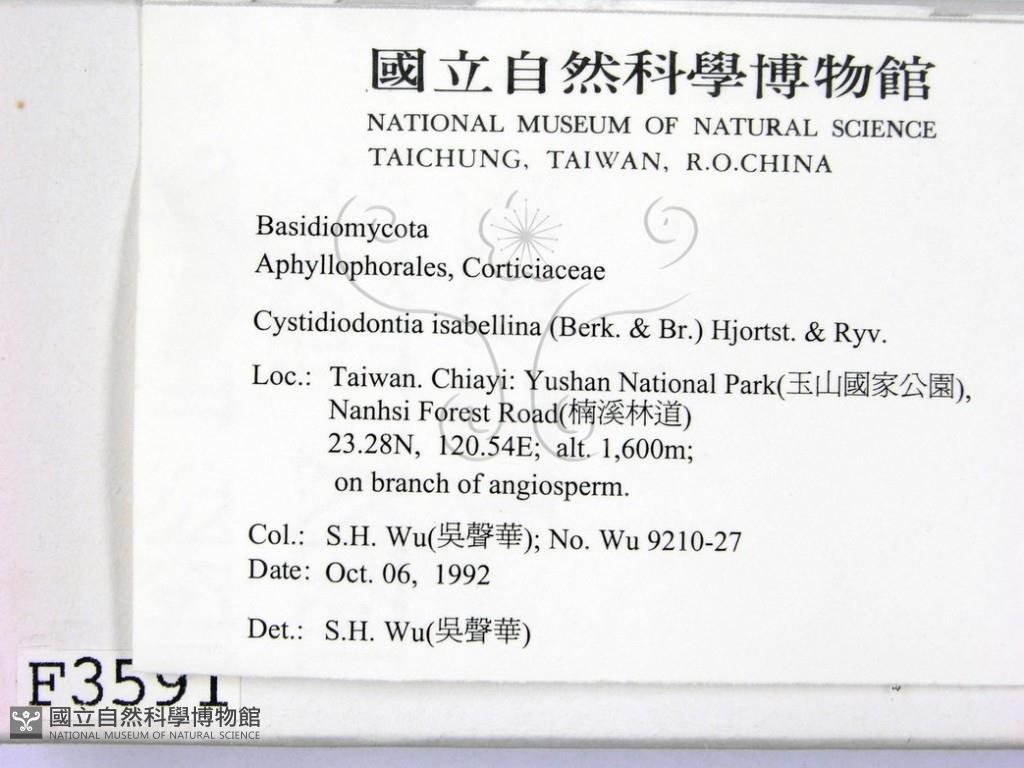 國立自然科學博物館
NATIONAL MUSEUM OF NATURAL SCIENCE
TAICHUNG, TAIWAN, R.O.CHINA
Basidiomycota
Aphyllophorales, Corticiaceae
Cystidiodontia isabellina (Berk. & Br.) Hjortst. & Ryv.
Loc.: Taiwan. Chiayi: Yushan National Park(玉山國家公園),
Nanhsi Forest Road(楠溪林道)
23.28N, 120.54E; alt. 1,600m;
on branch of angiosperm.
Col.: S.H. Wu(吳聲華); No. Wu 9210-27
Date: Oct. 06, 1992
Det.: S.H. Wu(吳聲華)
F3591
國立自然科學博物館
NATIONAL MUSEUM OF NATURAL SCIENCE